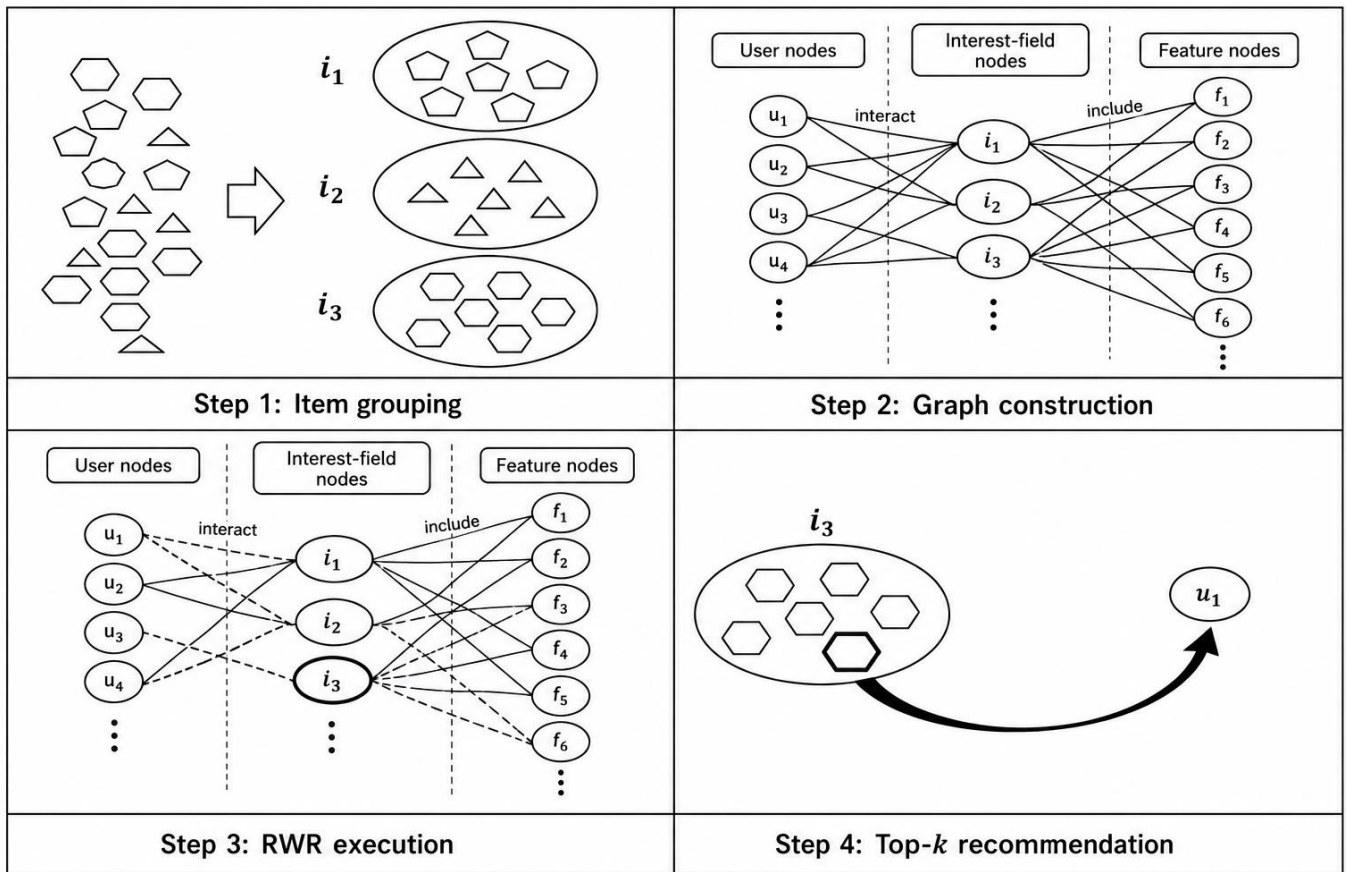 i₁
i₂
i₃
Step 1: Item grouping
User nodes
Interest-field
nodes
Feature nodes
interact
include
u₁
u₂
u₃
u₄
i₁
i₂
i₃
f₁
f₂
f₃
f₄
f₅
f₆
Step 2: Graph construction
User nodes
Interest-field
nodes
Feature nodes
interact
include
u₁
u₂
u₃
u₄
i₁
i₂
i₃
f₁
f₂
f₃
f₄
f₅
f₆
Step 3: RWR execution
i₃
u₁
Step 4: Top-k recommendation